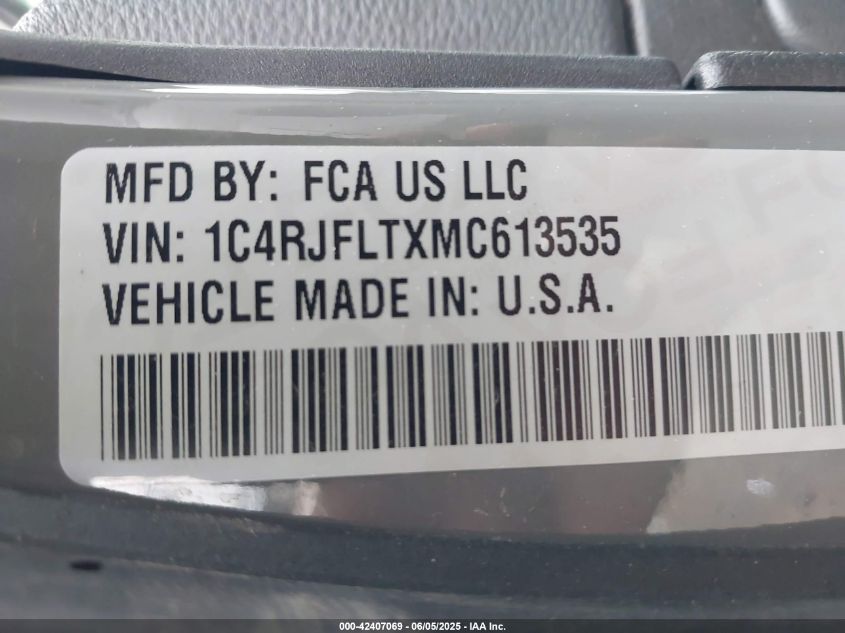 MFD BY: FCA US LLC
VIN: 1C4RJFLTXMC613535
VEHICLE MADE IN: U.S.A.
000-42407069 - 06/05/2025 - IAA Inc.